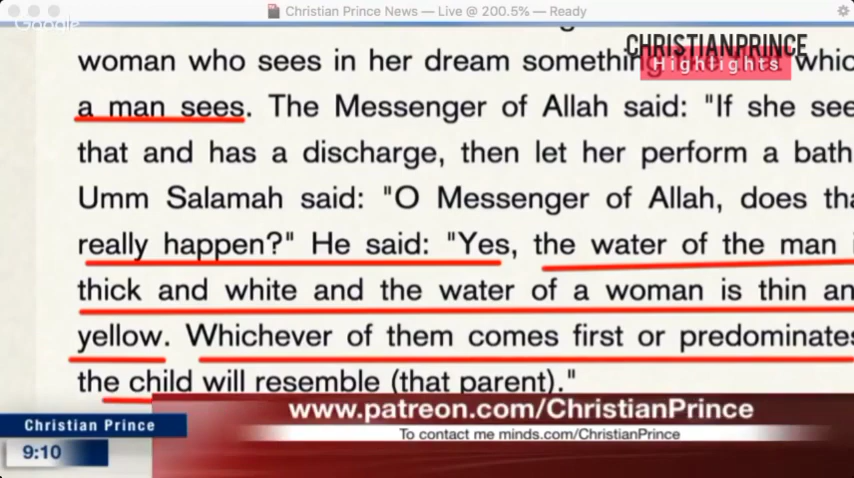 Christian Prince News — Live @ 200.5% — Ready
Google
CHRISTIANPRINCE
Highlights
woman who sees in her dream something
a man sees. The Messenger of Allah said: "If she see
that and has a discharge, then let her perform a bath
Umm Salamah said: "O Messenger of Allah, does tha
really happen?" He said: "Yes, the water of the man i
thick and white and the water of a woman is thin an
yellow. Whichever of them comes first or predominates
the child will resemble (that parent)."
www.patreon.com/ChristianPrince
To contact me minds.com/ChristianPrince
Christian Prince
9:10